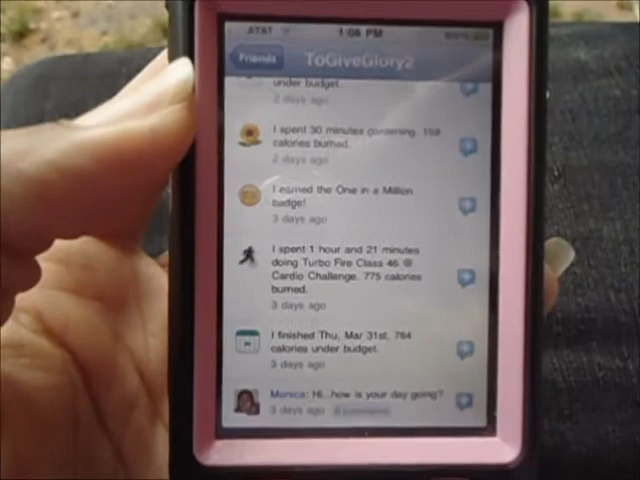 AT&T 1:06 PM
Friends ToGiveGlory2
under budget.
2 days ago
I spent 30 minutes gardening. 159
calories burned.
2 days ago
I earned the One in a Million
badge!
3 days ago
I spent 1 hour and 21 minutes
doing Turbo Fire Class 46 @
Cardio Challenge. 775 calories
burned.
3 days ago
I finished Thu, Mar 31st, 764
calories under budget.
3 days ago
Monica: Hi...how is your day going?
3 days ago comments